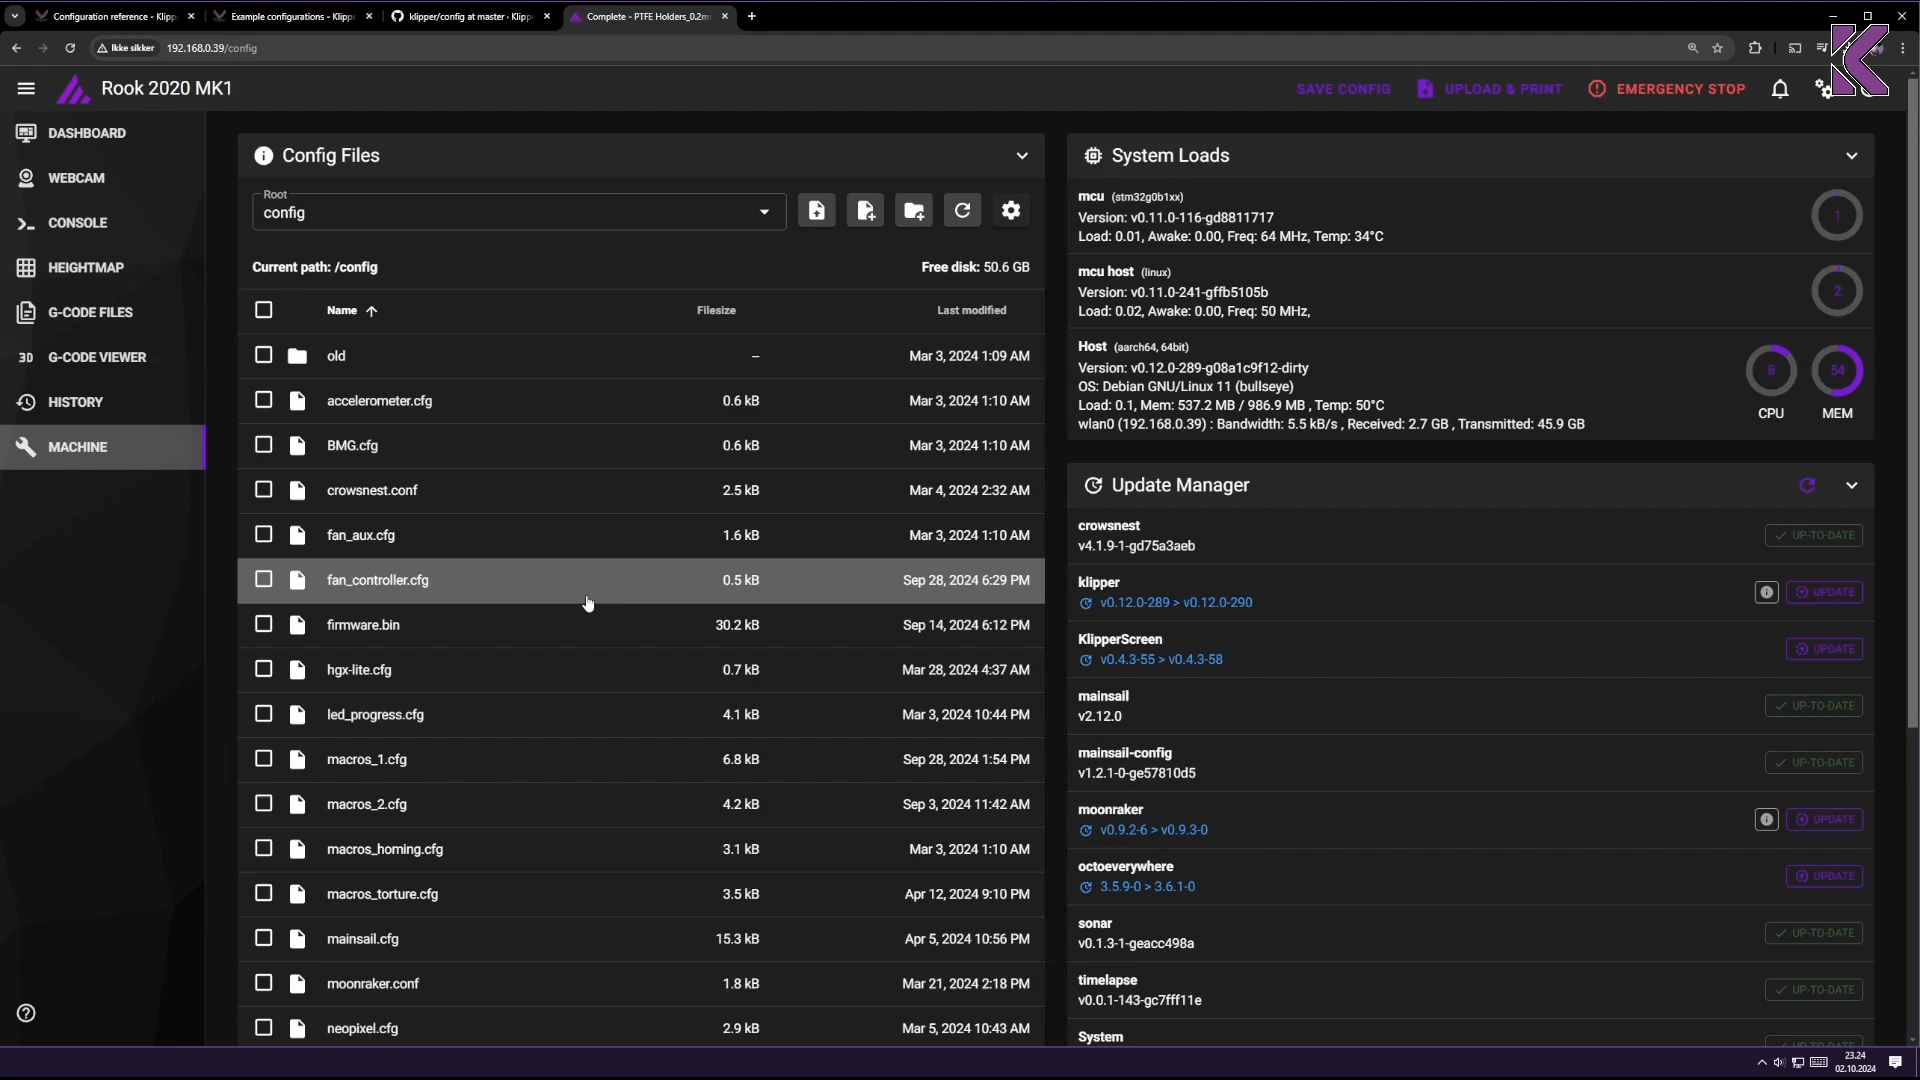 Configuration reference - Klipp
Example configurations - Klipp
klipper/config at master · Klipp
Complete - PTFE Holders_0.2m
Ikke sikker
192.168.0.39/config
Rook 2020 MK1
SAVE CONFIG
UPLOAD & PRINT
EMERGENCY STOP
DASHBOARD
WEBCAM
CONSOLE
HEIGHTMAP
G-CODE FILES
3D G-CODE VIEWER
HISTORY
MACHINE
Config Files
Root
config
Current path: /config
Free disk: 50.6 GB
Name
Filesize
Last modified
old
–
Mar 3, 2024 1:09 AM
accelerometer.cfg
0.6 kB
Mar 3, 2024 1:10 AM
BMG.cfg
0.6 kB
Mar 3, 2024 1:10 AM
crowsnest.conf
2.5 kB
Mar 4, 2024 2:32 AM
fan_aux.cfg
1.6 kB
Mar 3, 2024 1:10 AM
fan_controller.cfg
0.5 kB
Sep 28, 2024 6:29 PM
firmware.bin
30.2 kB
Sep 14, 2024 6:12 PM
hgx-lite.cfg
0.7 kB
Mar 28, 2024 4:37 AM
led_progress.cfg
4.1 kB
Mar 3, 2024 10:44 PM
macros_1.cfg
6.8 kB
Sep 28, 2024 1:54 PM
macros_2.cfg
4.2 kB
Sep 3, 2024 11:42 AM
macros_homing.cfg
3.1 kB
Mar 3, 2024 1:10 AM
macros_torture.cfg
3.5 kB
Apr 12, 2024 9:10 PM
mainsail.cfg
15.3 kB
Apr 5, 2024 10:56 PM
moonraker.conf
1.8 kB
Mar 21, 2024 2:18 PM
neopixel.cfg
2.9 kB
Mar 5, 2024 10:43 AM
System Loads
mcu (stm32g0b1xx)
Version: v0.11.0-116-gd8811717
Load: 0.01, Awake: 0.00, Freq: 64 MHz, Temp: 34°C
1
mcu host (linux)
Version: v0.11.0-241-gffb5105b
Load: 0.02, Awake: 0.00, Freq: 50 MHz,
2
Host (aarch64, 64bit)
Version: v0.12.0-289-g08a1c9f12-dirty
OS: Debian GNU/Linux 11 (bullseye)
Load: 0.1, Mem: 537.2 MB / 986.9 MB , Temp: 50°C
wlan0 (192.168.0.39) : Bandwidth: 5.5 kB/s , Received: 2.7 GB , Transmitted: 45.9 GB
8
CPU
54
MEM
Update Manager
crowsnest
v4.1.9-1-gd75a3aeb
UP-TO-DATE
klipper
v0.12.0-289 > v0.12.0-290
UPDATE
KlipperScreen
v0.4.3-55 > v0.4.3-58
UPDATE
mainsail
v2.12.0
UP-TO-DATE
mainsail-config
v1.2.1-0-ge57810d5
UP-TO-DATE
moonraker
v0.9.2-6 > v0.9.3-0
UPDATE
octoeverywhere
3.5.9-0 > 3.6.1-0
UPDATE
sonar
v0.1.3-1-geacc498a
UP-TO-DATE
timelapse
v0.0.1-143-gc7fff11e
UP-TO-DATE
System
UP-TO-DATE
23.24
02.10.2024
K